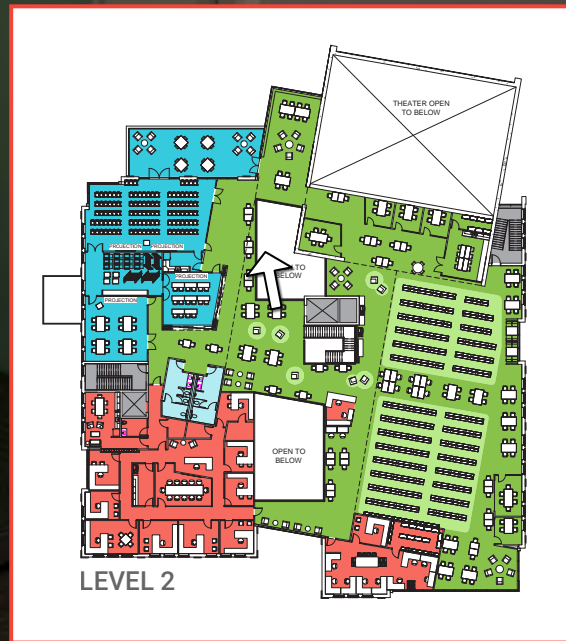 THEATER OPEN
TO BELOW
PROJECTION
PROJECTION
PROJECTION
PROJECTION
TO
BELOW
OPEN TO
BELOW
LEVEL 2